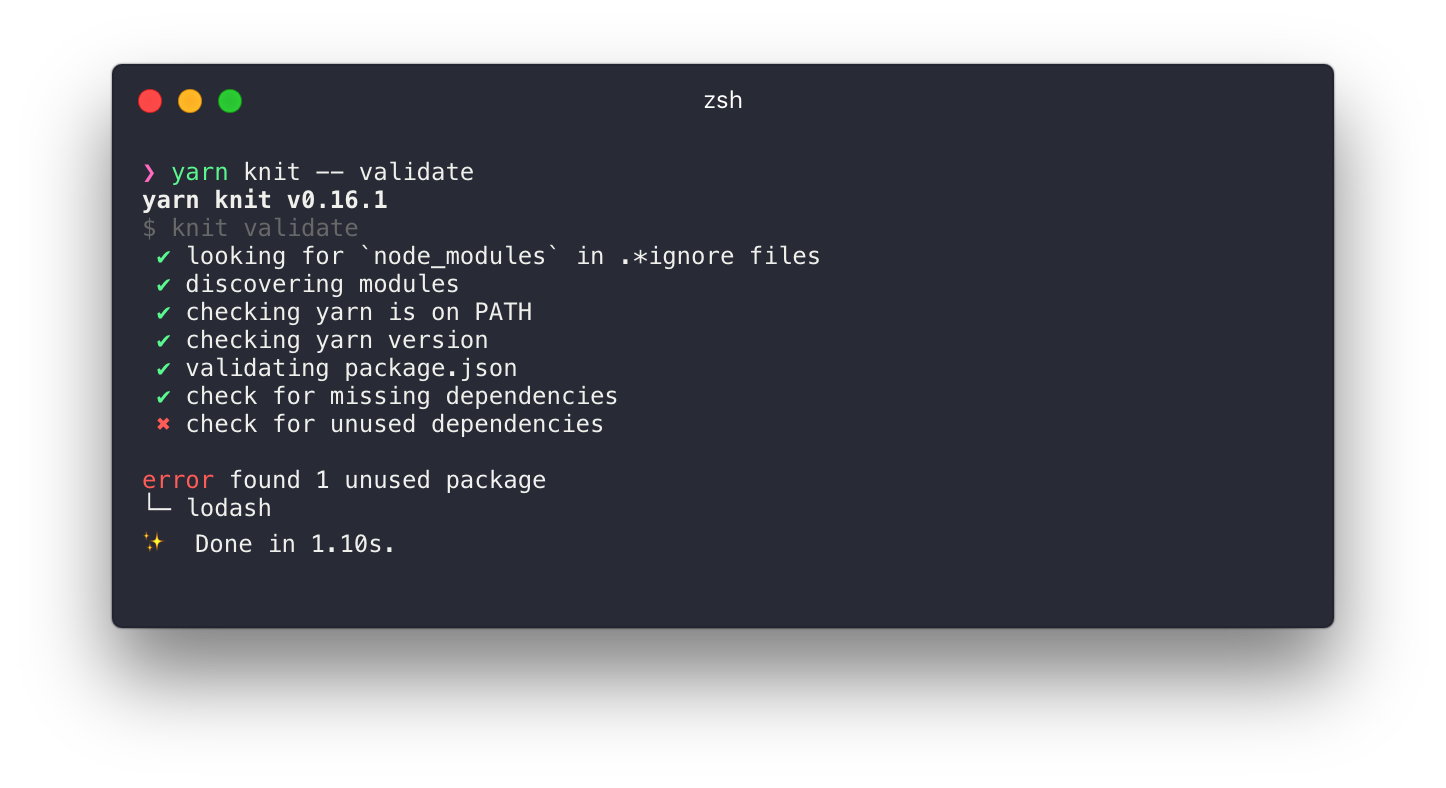 zsh
❯ yarn knit -- validate
yarn knit v0.16.1
$ knit validate
✔ looking for `node_modules` in .*ignore files
✔ discovering modules
✔ checking yarn is on PATH
✔ checking yarn version
✔ validating package.json
✔ check for missing dependencies
✖ check for unused dependencies
error found 1 unused package
└─ lodash
✨ Done in 1.10s.